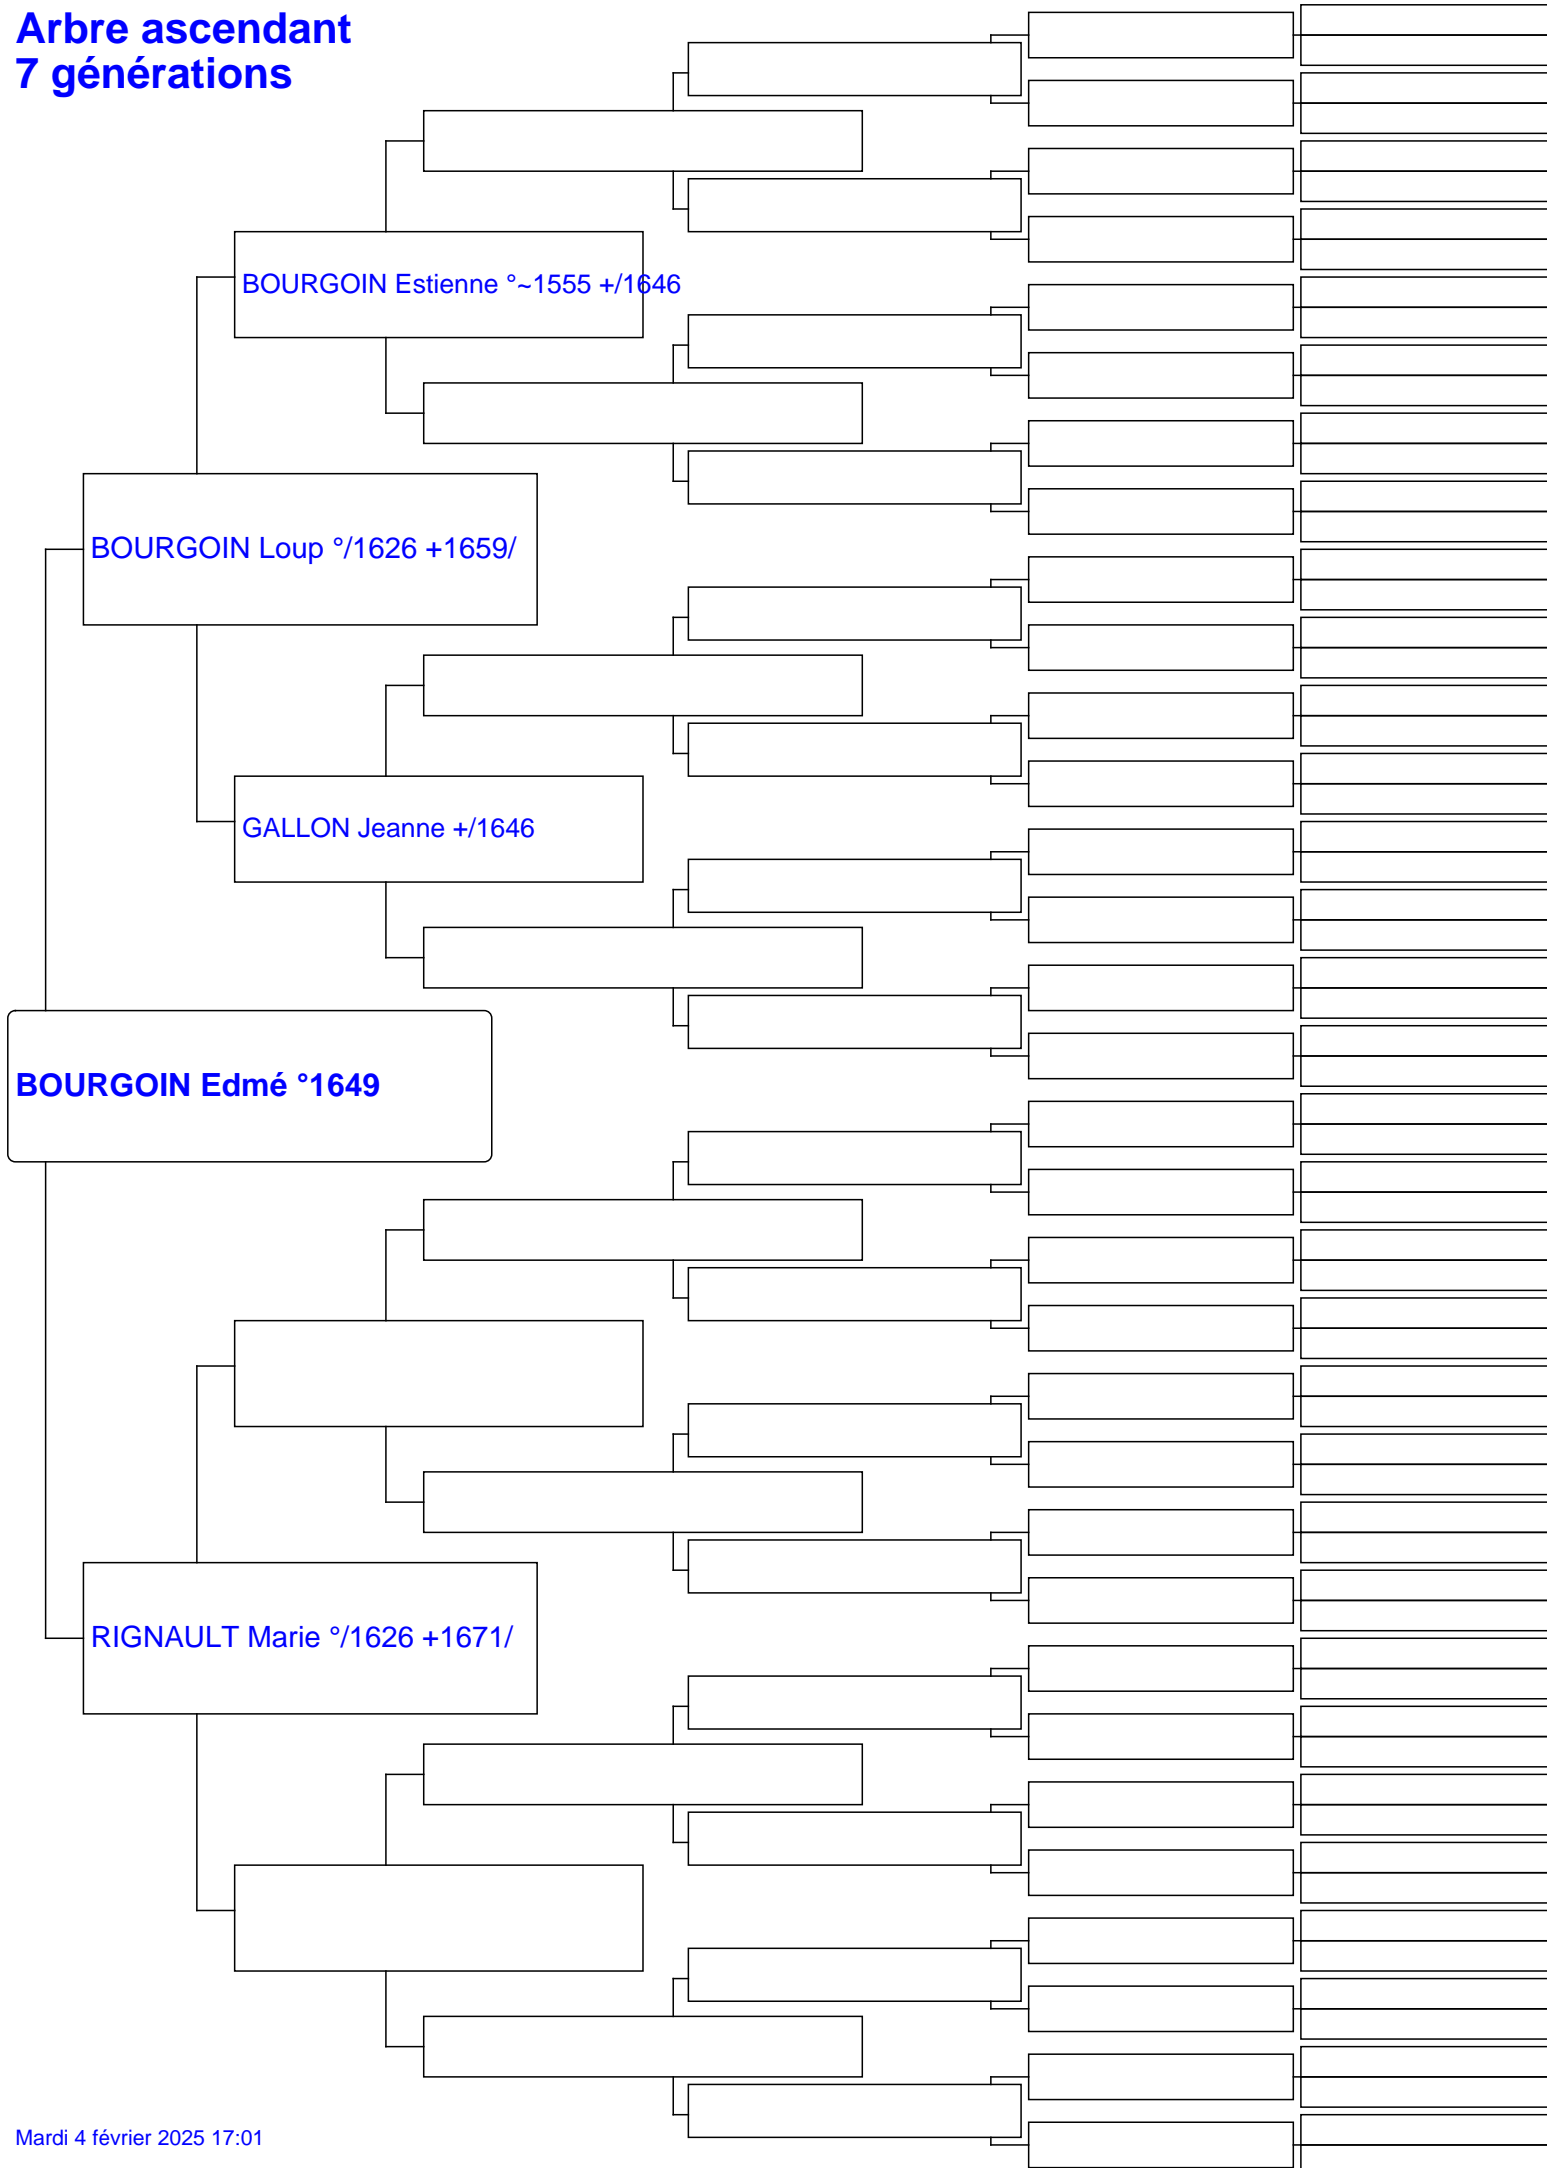 Arbre ascendant
7 générations
BOURGOIN Estienne °~1555 +/1646
BOURGOIN Loup °/1626 +1659/
GALLON Jeanne +/1646
BOURGOIN Edmé °1649
RIGNAULT Marie °/1626 +1671/
Mardi 4 février 2025 17:01